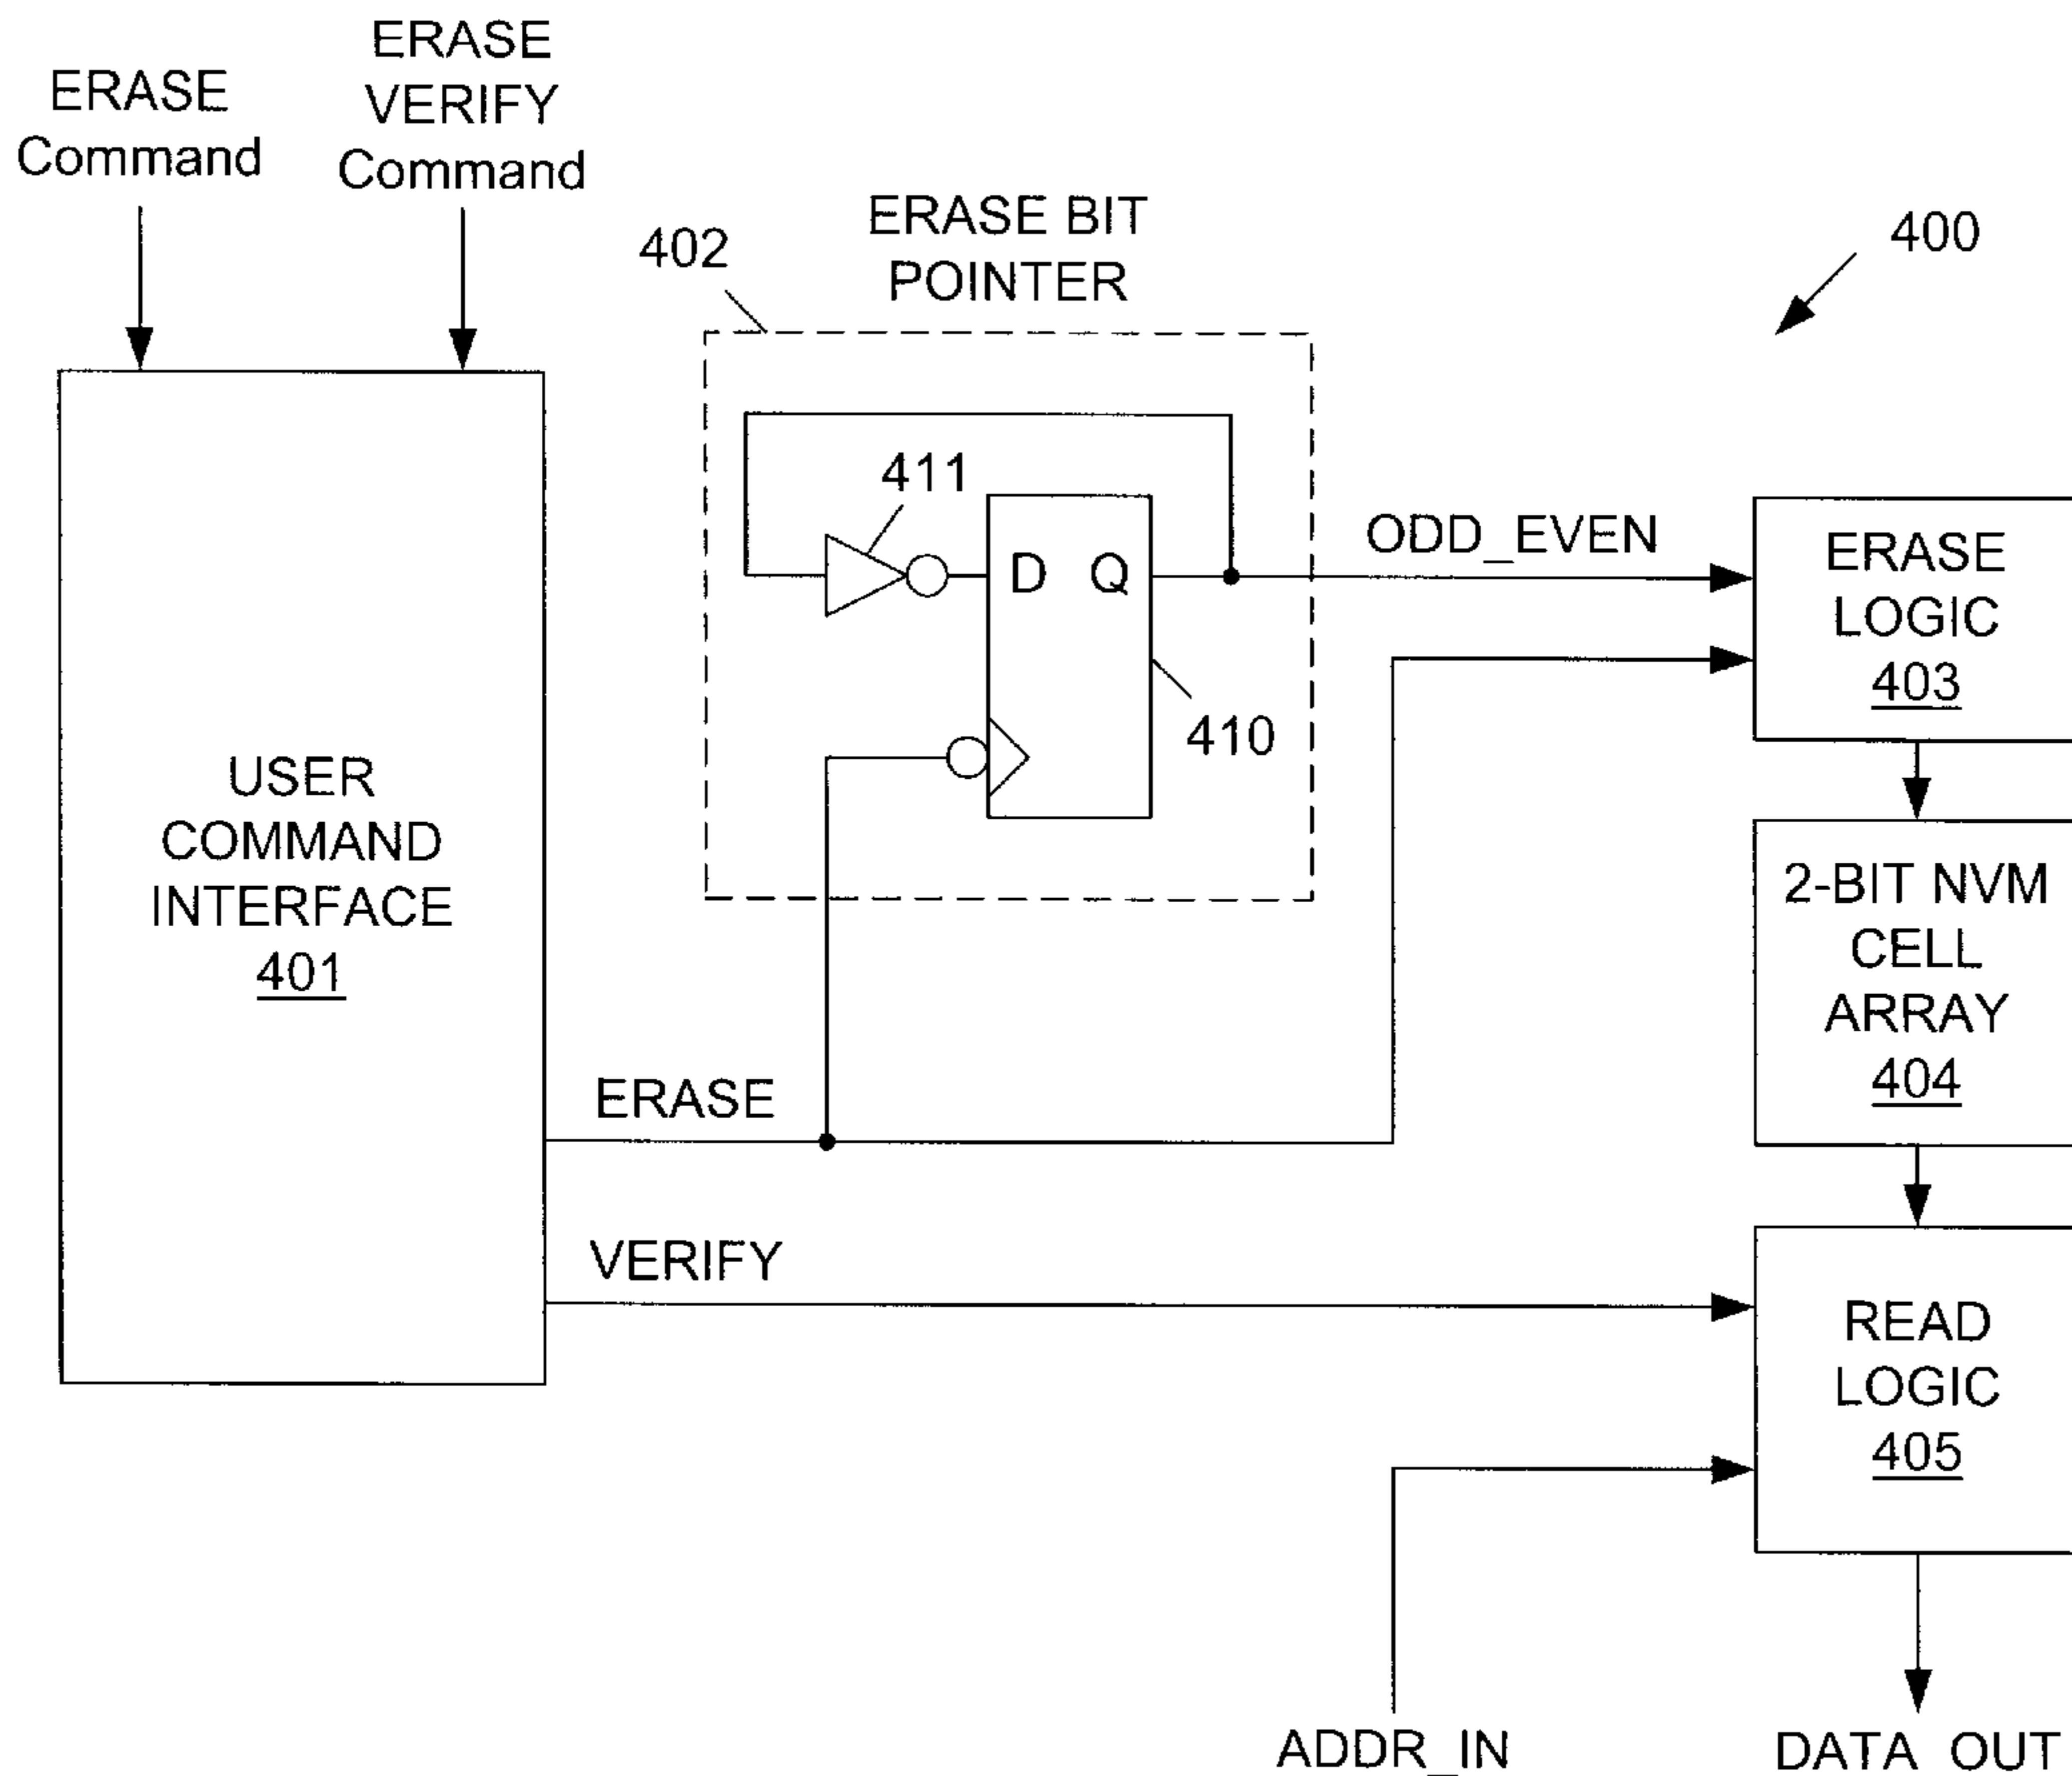 ERASE
Command
ERASE
VERIFY
Command
402
ERASE BIT
POINTER
400
411
D Q
410
ODD_EVEN
ERASE
LOGIC
403
USER
COMMAND
INTERFACE
401
2-BIT NVM
CELL
ARRAY
404
ERASE
VERIFY
READ
LOGIC
405
ADDR_IN
DATA_OUT